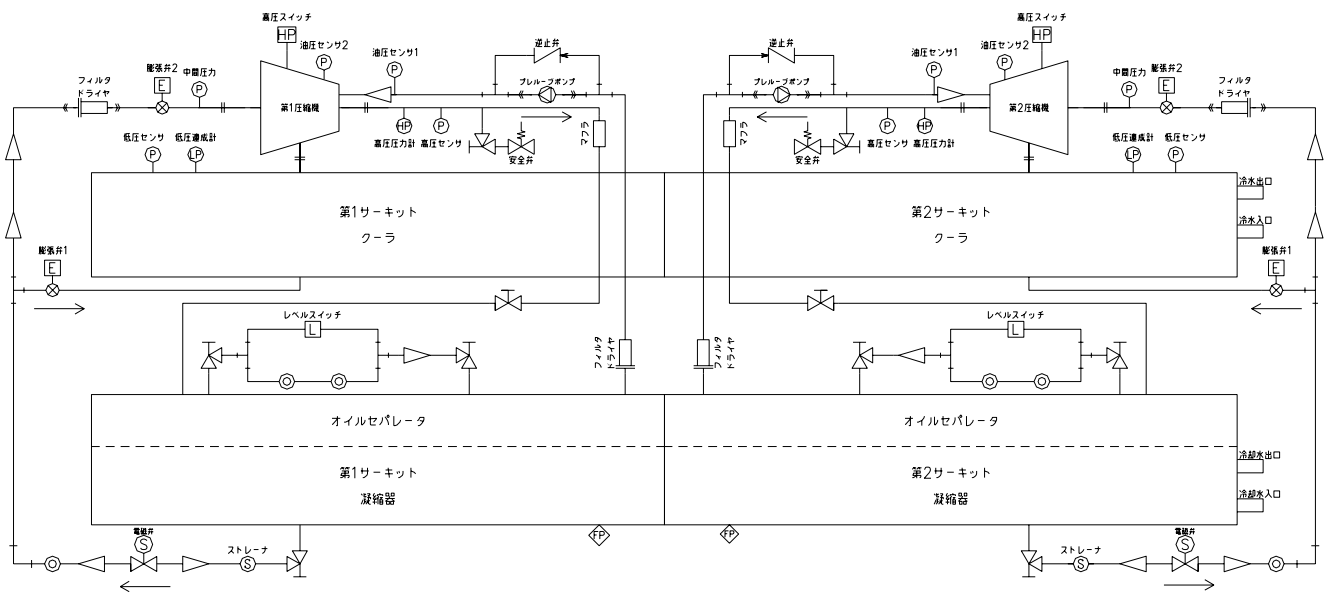 高圧スイッチ
HP
油圧センサ2
P
油圧センサ1
P
逆止弁
プレルーブポンプ
膨張弁2
E
中間圧力
P
フィルタ
ドライヤ
第1圧縮機
HP
高圧圧力計
P
高圧センサ
安全弁
マフラ
低圧センサ
P
低圧連成計
LP
高圧スイッチ
HP
油圧センサ2
P
油圧センサ1
P
逆止弁
プレルーブポンプ
膨張弁2
E
中間圧力
P
フィルタ
ドライヤ
第2圧縮機
P
高圧センサ
HP
高圧圧力計
安全弁
マフラ
低圧連成計
LP
低圧センサ
P
第1サーキット
クーラ
第2サーキット
クーラ
冷水出口
冷水入口
膨張弁1
E
膨張弁1
E
レベルスイッチ
L
フィルタ
ドライヤ
フィルタ
ドライヤ
レベルスイッチ
L
オイルセパレータ
オイルセパレータ
第1サーキット
凝縮器
第2サーキット
凝縮器
冷却水出口
冷却水入口
FP
FP
電磁弁
S
ストレーナ
S
ストレーナ
S
電磁弁
S